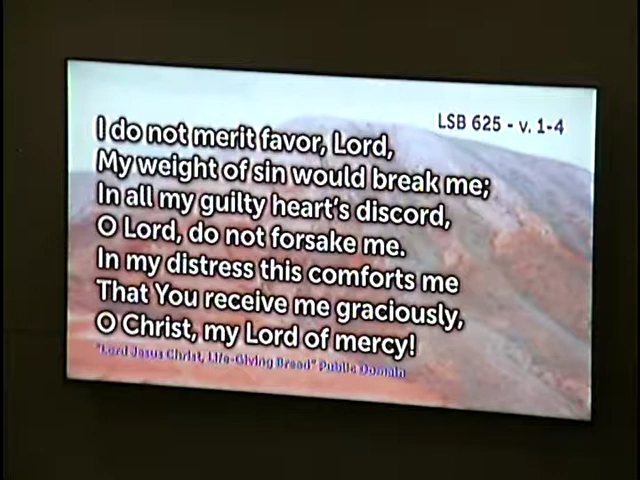 LSB 625 - v. 1-4
I do not merit favor, Lord,
My weight of sin would break me;
In all my guilty heart's discord,
O Lord, do not forsake me.
In my distress this comforts me
That You receive me graciously,
O Christ, my Lord of mercy!
"Lord Jesus Christ, Life-Giving Bread" Public Domain